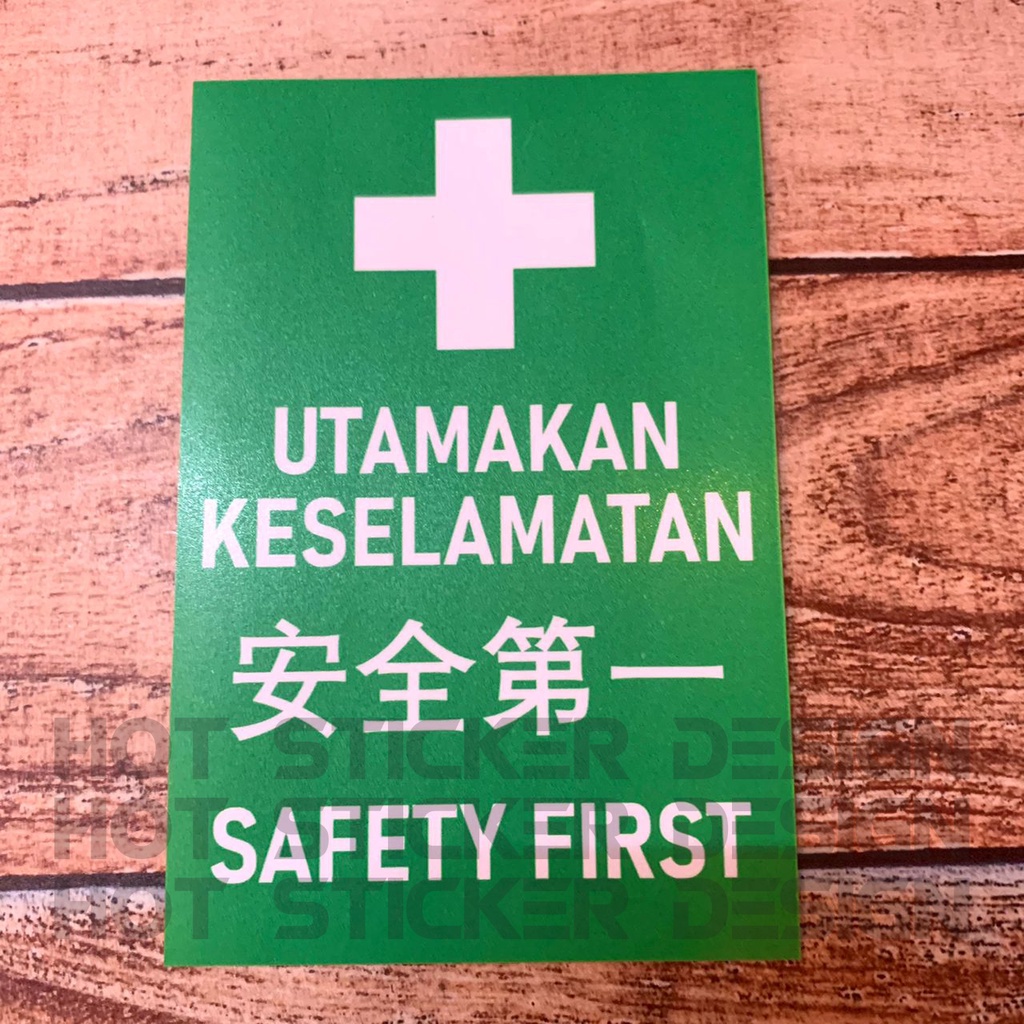 UTAMAKAN
KESELAMATAN
安全第一
HOT STICKER DESIGN
HOT STICKER DESIGN
SAFETY FIRST
HOT STICKER DESIGN